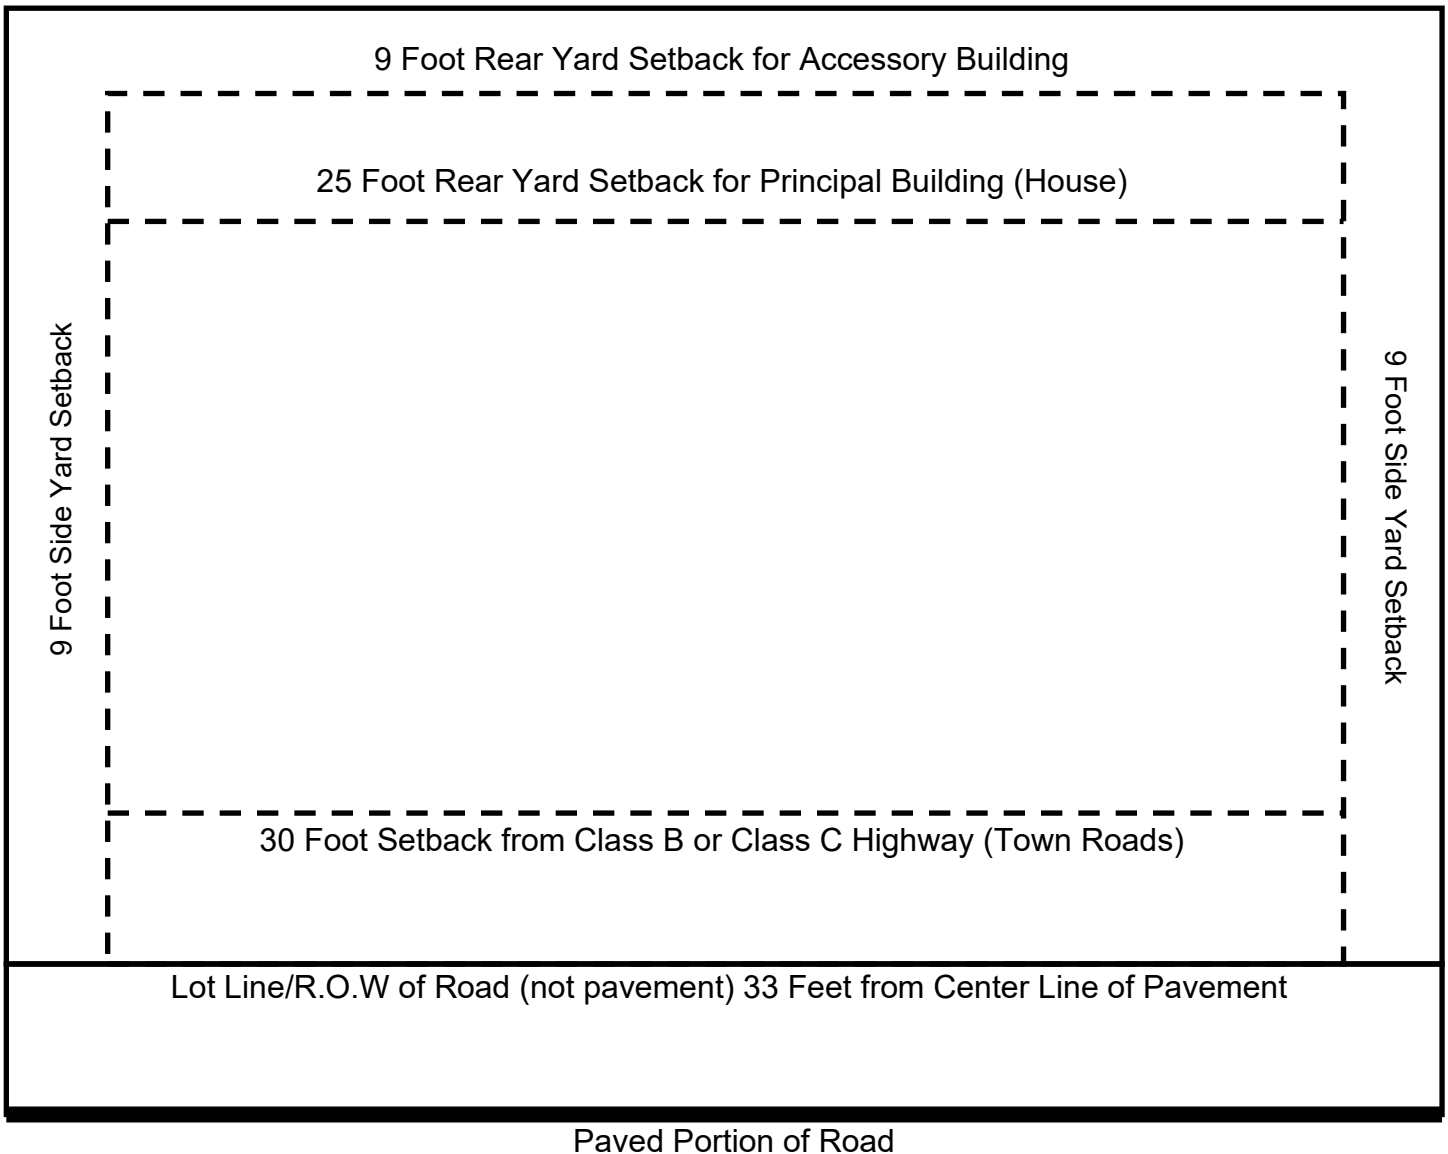 9 Foot Rear Yard Setback for Accessory Building
25 Foot Rear Yard Setback for Principal Building (House)
9 Foot Side Yard Setback
9 Foot Side Yard Setback
30 Foot Setback from Class B or Class C Highway (Town Roads)
Lot Line/R.O.W of Road (not pavement) 33 Feet from Center Line of Pavement
Paved Portion of Road